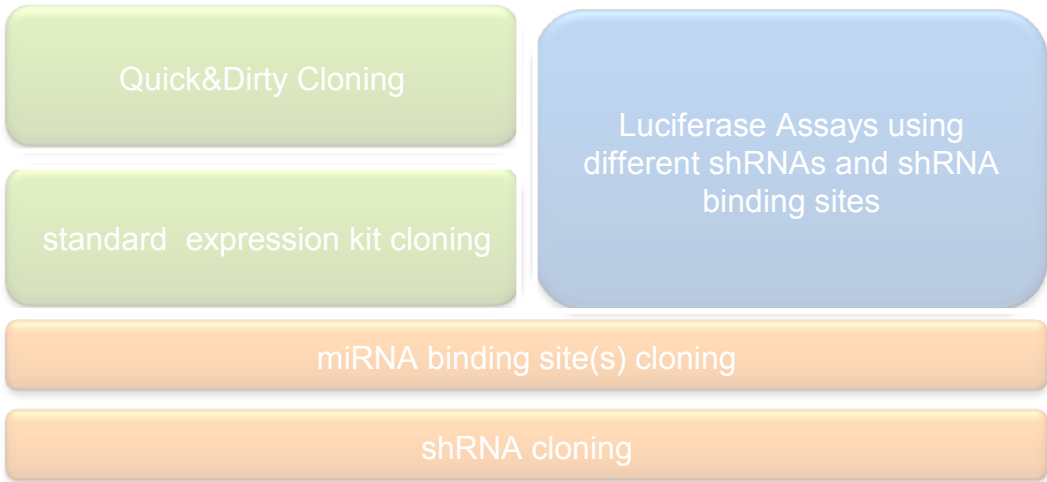 Quick&Dirty Cloning
standard expression kit cloning
Luciferase Assays using
different shRNAs and shRNA
binding sites
miRNA binding site(s) cloning
shRNA cloning